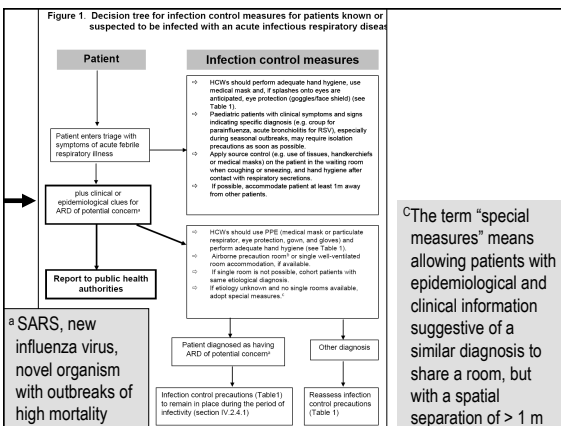 Figure 1. Decision tree for infection control measures for patients known or
suspected to be infected with an acute infectious respiratory diseas
Patient
Infection control measures
Patient enters triage with
symptoms of acute febrile
respiratory illness
⇨ HCWs should perform adequate hand hygiene, use
medical mask and, if splashes onto eyes
are anticipated, eye protection (goggles/face shield) (see
Table 1).
⇨ Paediatric patients with clinical symptoms and signs
indicating specific diagnosis (e.g. croup for
parainfluenza, acute bronchiolitis for RSV), especially
during seasonal outbreaks, may require isolation
precautions as soon as possible.
⇨ Apply source control (e.g. use of tissues, handkerchiefs
or medical masks) on the patient in the waiting room
when coughing or sneezing, and hand hygiene after
contact with respiratory secretions.
⇨ If possible, accommodate patient at least 1m away
from other patients.
plus clinical or
epidemiological clues for
ARD of potential concernᵃ
⇨ HCWs should use PPE (medical mask or particulate
respirator, eye protection, gown, and gloves) and
perform adequate hand hygiene (see Table 1).
⇨ Airborne precaution roomᵇ or single well-ventilated
room accommodation, if available.
⇨ If single room is not possible, cohort patients with
same etiological diagnosis.
⇨ If etiology unknown and no single rooms available,
adopt special measures.ᶜ
Report to public health
authorities
Patient diagnosed as having
ARD of potential concernᵃ
Other diagnosis
Infection control precautions (Table1)
to remain in place during the period of
infectivity (section IV.2.4.1)
Reassess infection
control precautions
(Table 1)
ᵃ SARS, new
influenza virus,
novel organism
with outbreaks of
high mortality
ᶜThe term “special
measures” means
allowing patients with
epidemiological and
clinical information
suggestive of a
similar diagnosis to
share a room, but
with a spatial
separation of > 1 m